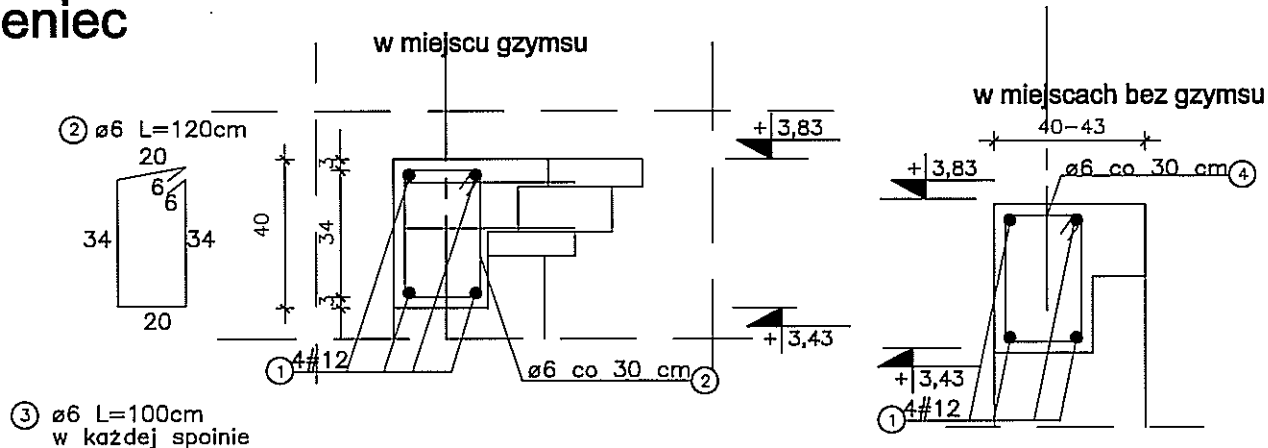 eniec
w miejscu gzymsu
w miejscach bez gzymsu
② ø6 L=120cm
20
6
6
34
34
20
40
3
34
3
+ 3,83
+ 3,43
4#12
①
ø6 co 30 cm ②
40-43
+ 3,83
ø6 co 30 cm ④
+ 3,43
① 4#12
③ ø6 L=100cm
w każdej spoinie